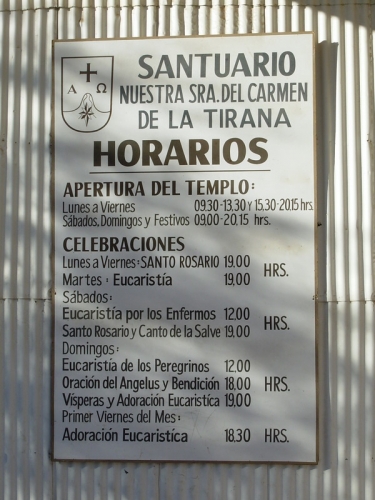 Α Ω
SANTUARIO
NUESTRA SRA. DEL CARMEN
DE LA TIRANA
HORARIOS
APERTURA DEL TEMPLO:
Lunes a Viernes 09.30-13.30 y 15.30-20.15 hrs.
Sábados, Domingos y Festivos 09.00-20.15 hrs.
CELEBRACIONES
Lunes a Viernes: SANTO ROSARIO 19.00
Martes: Eucaristía 19.00 HRS.
Sábados:
Eucaristía por los Enfermos 12.00
Santo Rosario y Canto de la Salve 19.00 HRS.
Domingos:
Eucaristía de los Peregrinos 12.00
Oración del Angelus y Bendición 18.00 HRS.
Vísperas y Adoración Eucarística 19.00
Primer Viernes del Mes:
Adoración Eucarística 18.30 HRS.